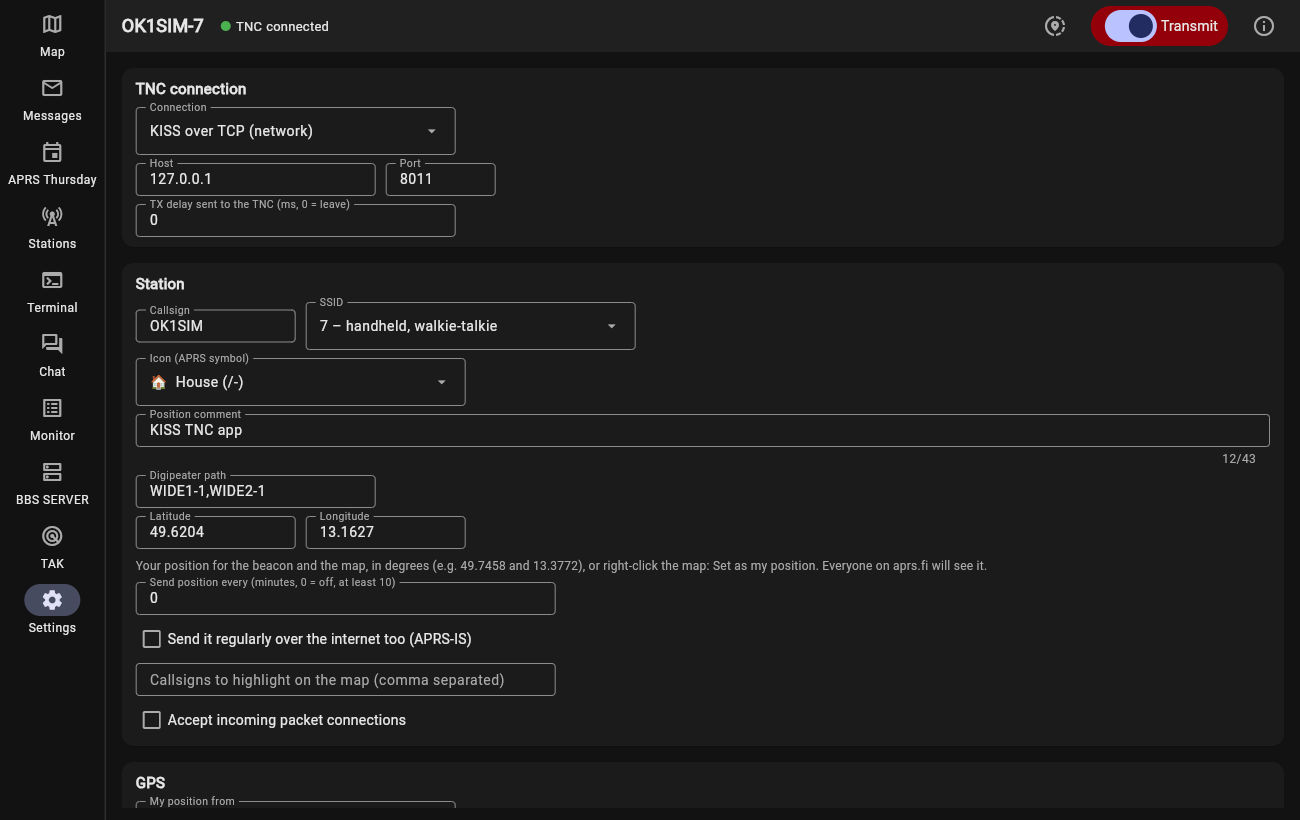 Map
Messages
APRS Thursday
Stations
Terminal
Chat
Monitor
BBS SERVER
TAK
Settings
OK1SIM-7
TNC connected
Transmit
TNC connection
Connection
KISS over TCP (network)
Host
127.0.0.1
Port
8011
TX delay sent to the TNC (ms, 0 = leave)
0
Station
Callsign
OK1SIM
SSID
7 – handheld, walkie-talkie
Icon (APRS symbol)
House (/-)
Position comment
KISS TNC app
12/43
Digipeater path
WIDE1-1,WIDE2-1
Latitude
49.6204
Longitude
13.1627
Your position for the beacon and the map, in degrees (e.g. 49.7458 and 13.3772), or right-click the map: Set as my position. Everyone on aprs.fi will see it.
Send position every (minutes, 0 = off, at least 10)
0
Send it regularly over the internet too (APRS-IS)
Callsigns to highlight on the map (comma separated)
Accept incoming packet connections
GPS
My position from